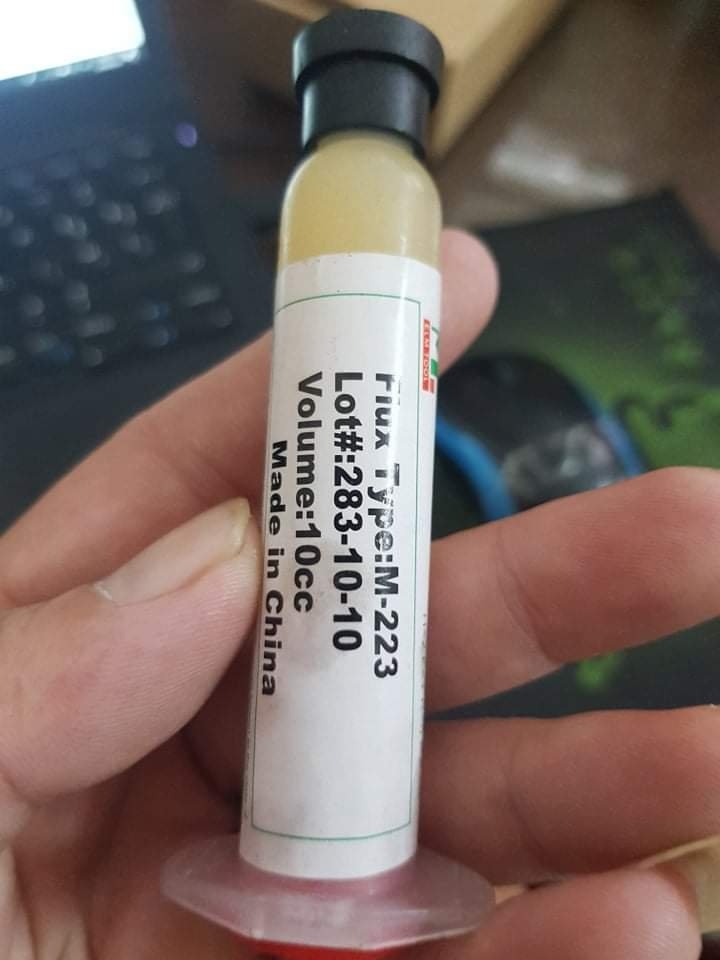 Flux Type:M-223
Lot#:283-10-10
Volume:10cc
Made in China